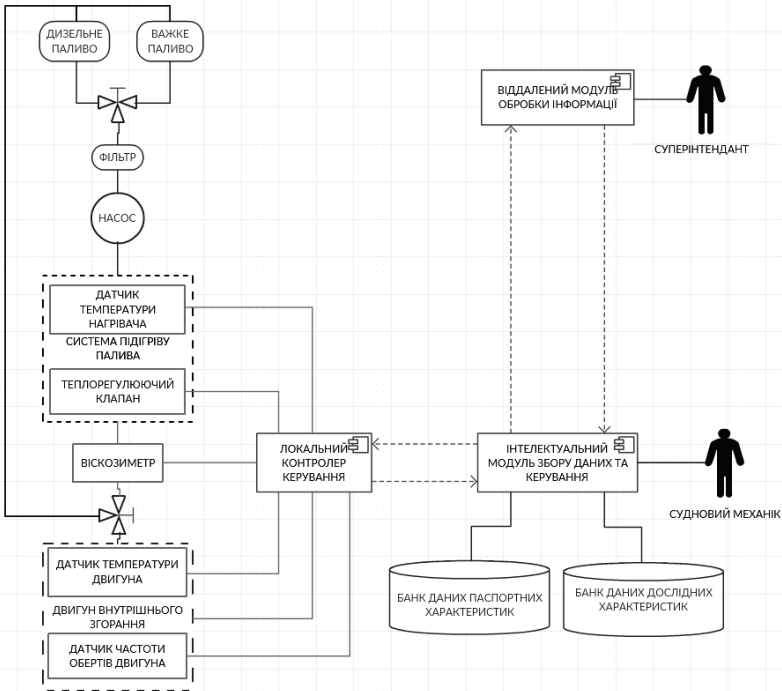 ДИЗЕЛЬНЕ
ПАЛИВО
ВАЖКЕ
ПАЛИВО
ФІЛЬТР
НАСОС
ДАТЧИК
ТЕМПЕРАТУРИ
НАГРІВАЧА
СИСТЕМА ПІДІГРІВУ
ПАЛИВА
ТЕПЛОРЕГУЛЮЮЧИЙ
КЛАПАН
ВІСКОЗИМЕТР
ДАТЧИК ТЕМПЕРАТУРИ
ДВИГУНА
ДВИГУН ВНУТРІШНЬОГО
ЗГОРАННЯ
ДАТЧИК ЧАСТОТИ
ОБЕРТІВ ДВИГУНА
ЛОКАЛЬНИЙ
КОНТРОЛЕР
КЕРУВАННЯ
ВІДДАЛЕНИЙ МОДУЛЬ
ОБРОБКИ ІНФОРМАЦІЇ
СУПЕРІНТЕНДАНТ
ІНТЕЛЕКТУАЛЬНИЙ
МОДУЛЬ ЗБОРУ ДАНИХ ТА
КЕРУВАННЯ
СУДНОВИЙ МЕХАНІК
БАНК ДАНИХ ПАСПОРТНИХ
ХАРАКТЕРИСТИК
БАНК ДАНИХ ДОСЛІДНИХ
ХАРАКТЕРИСТИК